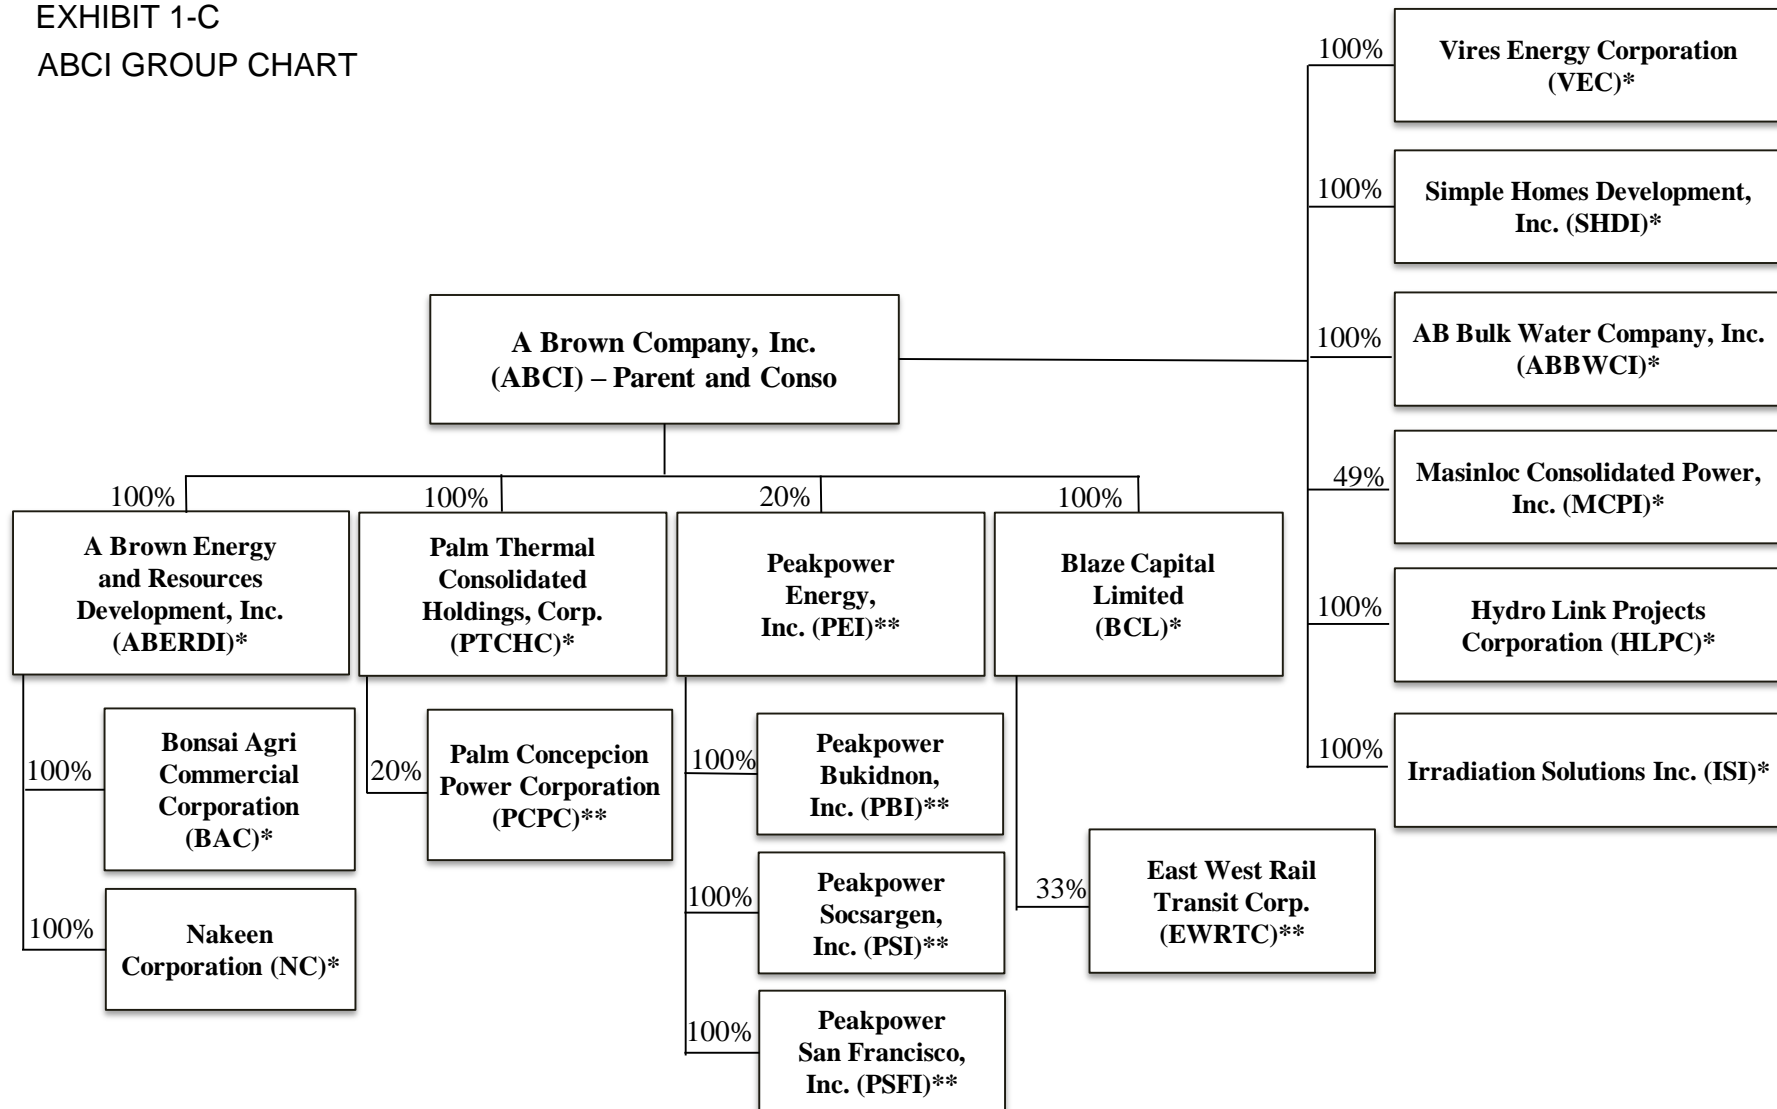 EXHIBIT 1-C
ABCI GROUP CHART
100%
Vires Energy Corporation
(VEC)*
100%
Simple Homes Development,
Inc. (SHDI)*
100%
AB Bulk Water Company, Inc.
(ABBWCI)*
49%
Masinloc Consolidated Power,
Inc. (MCPI)*
100%
Hydro Link Projects
Corporation (HLPC)*
100%
Irradiation Solutions Inc. (ISI)*
A Brown Company, Inc.
(ABCI) – Parent and Conso
100%
A Brown Energy
and Resources
Development, Inc.
(ABERDI)*
100%
Palm Thermal
Consolidated
Holdings, Corp.
(PTCHC)*
20%
Peakpower
Energy,
Inc. (PEI)**
100%
Blaze Capital
Limited
(BCL)*
100%
Bonsai Agri
Commercial
Corporation
(BAC)*
100%
Nakeen
Corporation (NC)*
20%
Palm Concepcion
Power Corporation
(PCPC)**
100%
Peakpower
Bukidnon,
Inc. (PBI)**
100%
Peakpower
Socsargen,
Inc. (PSI)**
100%
Peakpower
San Francisco,
Inc. (PSFI)**
33%
East West Rail
Transit Corp.
(EWRTC)**